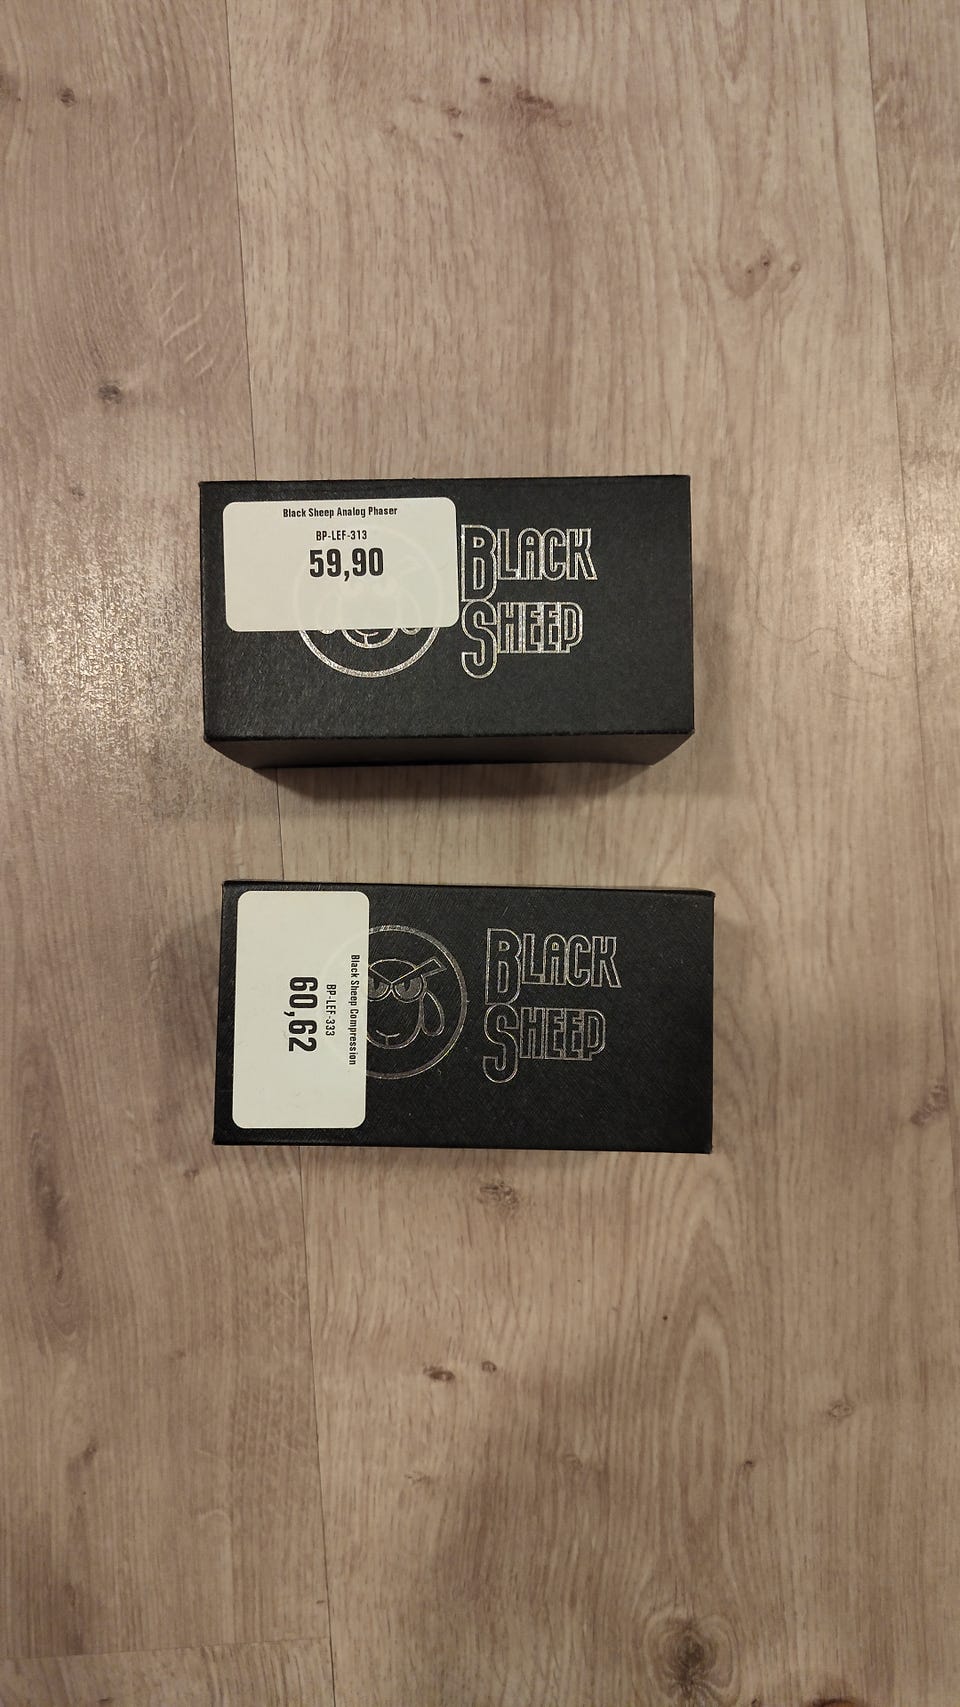 Black Sheep Analog Phaser
BP-LEF-313
59,90
BLACK
SHEEP
Black Sheep Compression
BP-LEF-333
60,62
BLACK
SHEEP